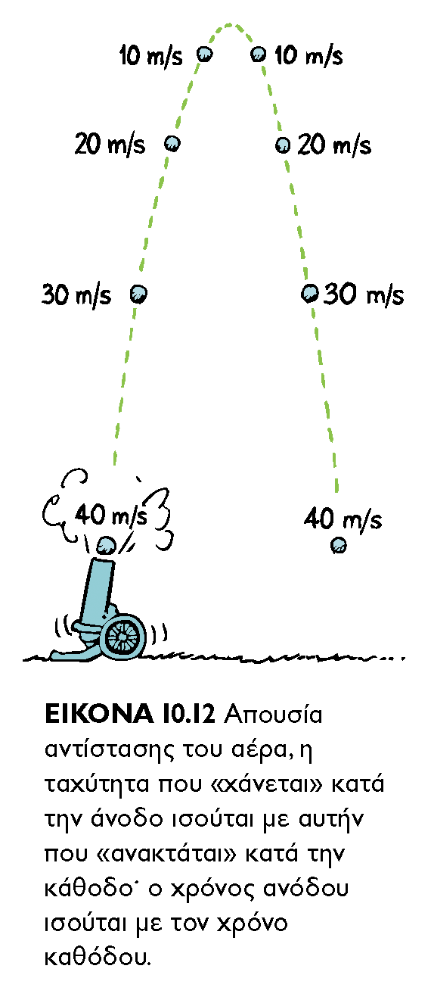 10 m/s 10 m/s
20 m/s 20 m/s
30 m/s 30 m/s
40 m/s 40 m/s
ΕΙΚΟΝΑ 10.12 Απουσία
αντίστασης του αέρα, η
ταχύτητα που «χάνεται» κατά
την άνοδο ισούται με αυτήν
που «ανακτάται» κατά την
κάθοδο· ο χρόνος ανόδου
ισούται με τον χρόνο
καθόδου.